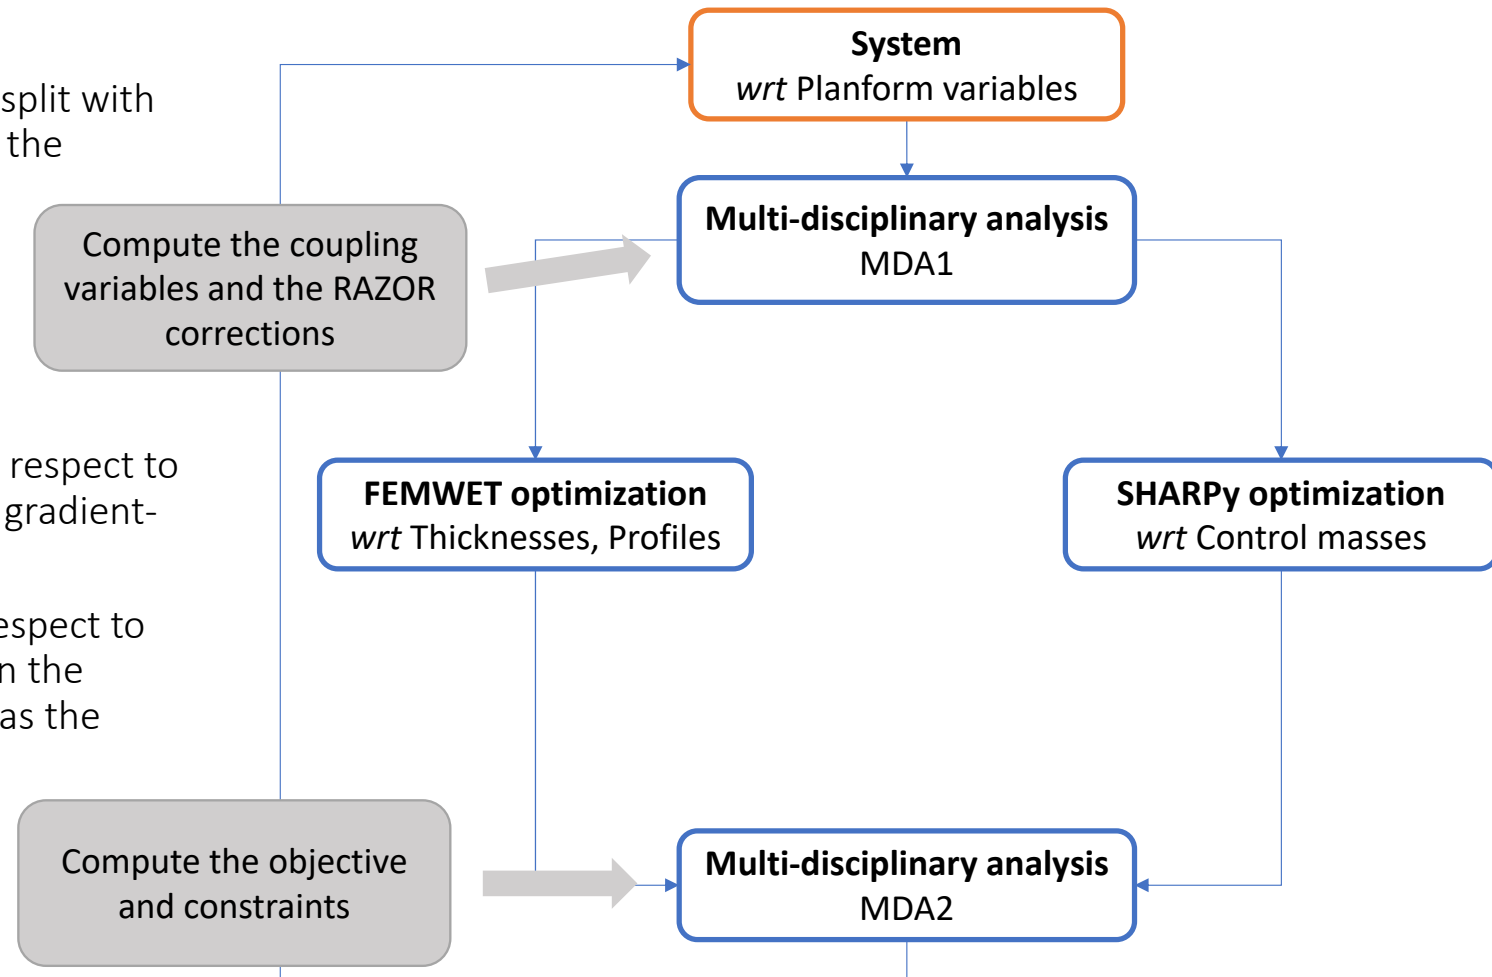 split with
the
respect to
gradient-
espect to
n the
as the
System
wrt Planform variables
Compute the coupling
variables and the RAZOR
corrections
Multi-disciplinary analysis
MDA1
FEMWET optimization
wrt Thicknesses, Profiles
SHARPy optimization
wrt Control masses
Compute the objective
and constraints
Multi-disciplinary analysis
MDA2